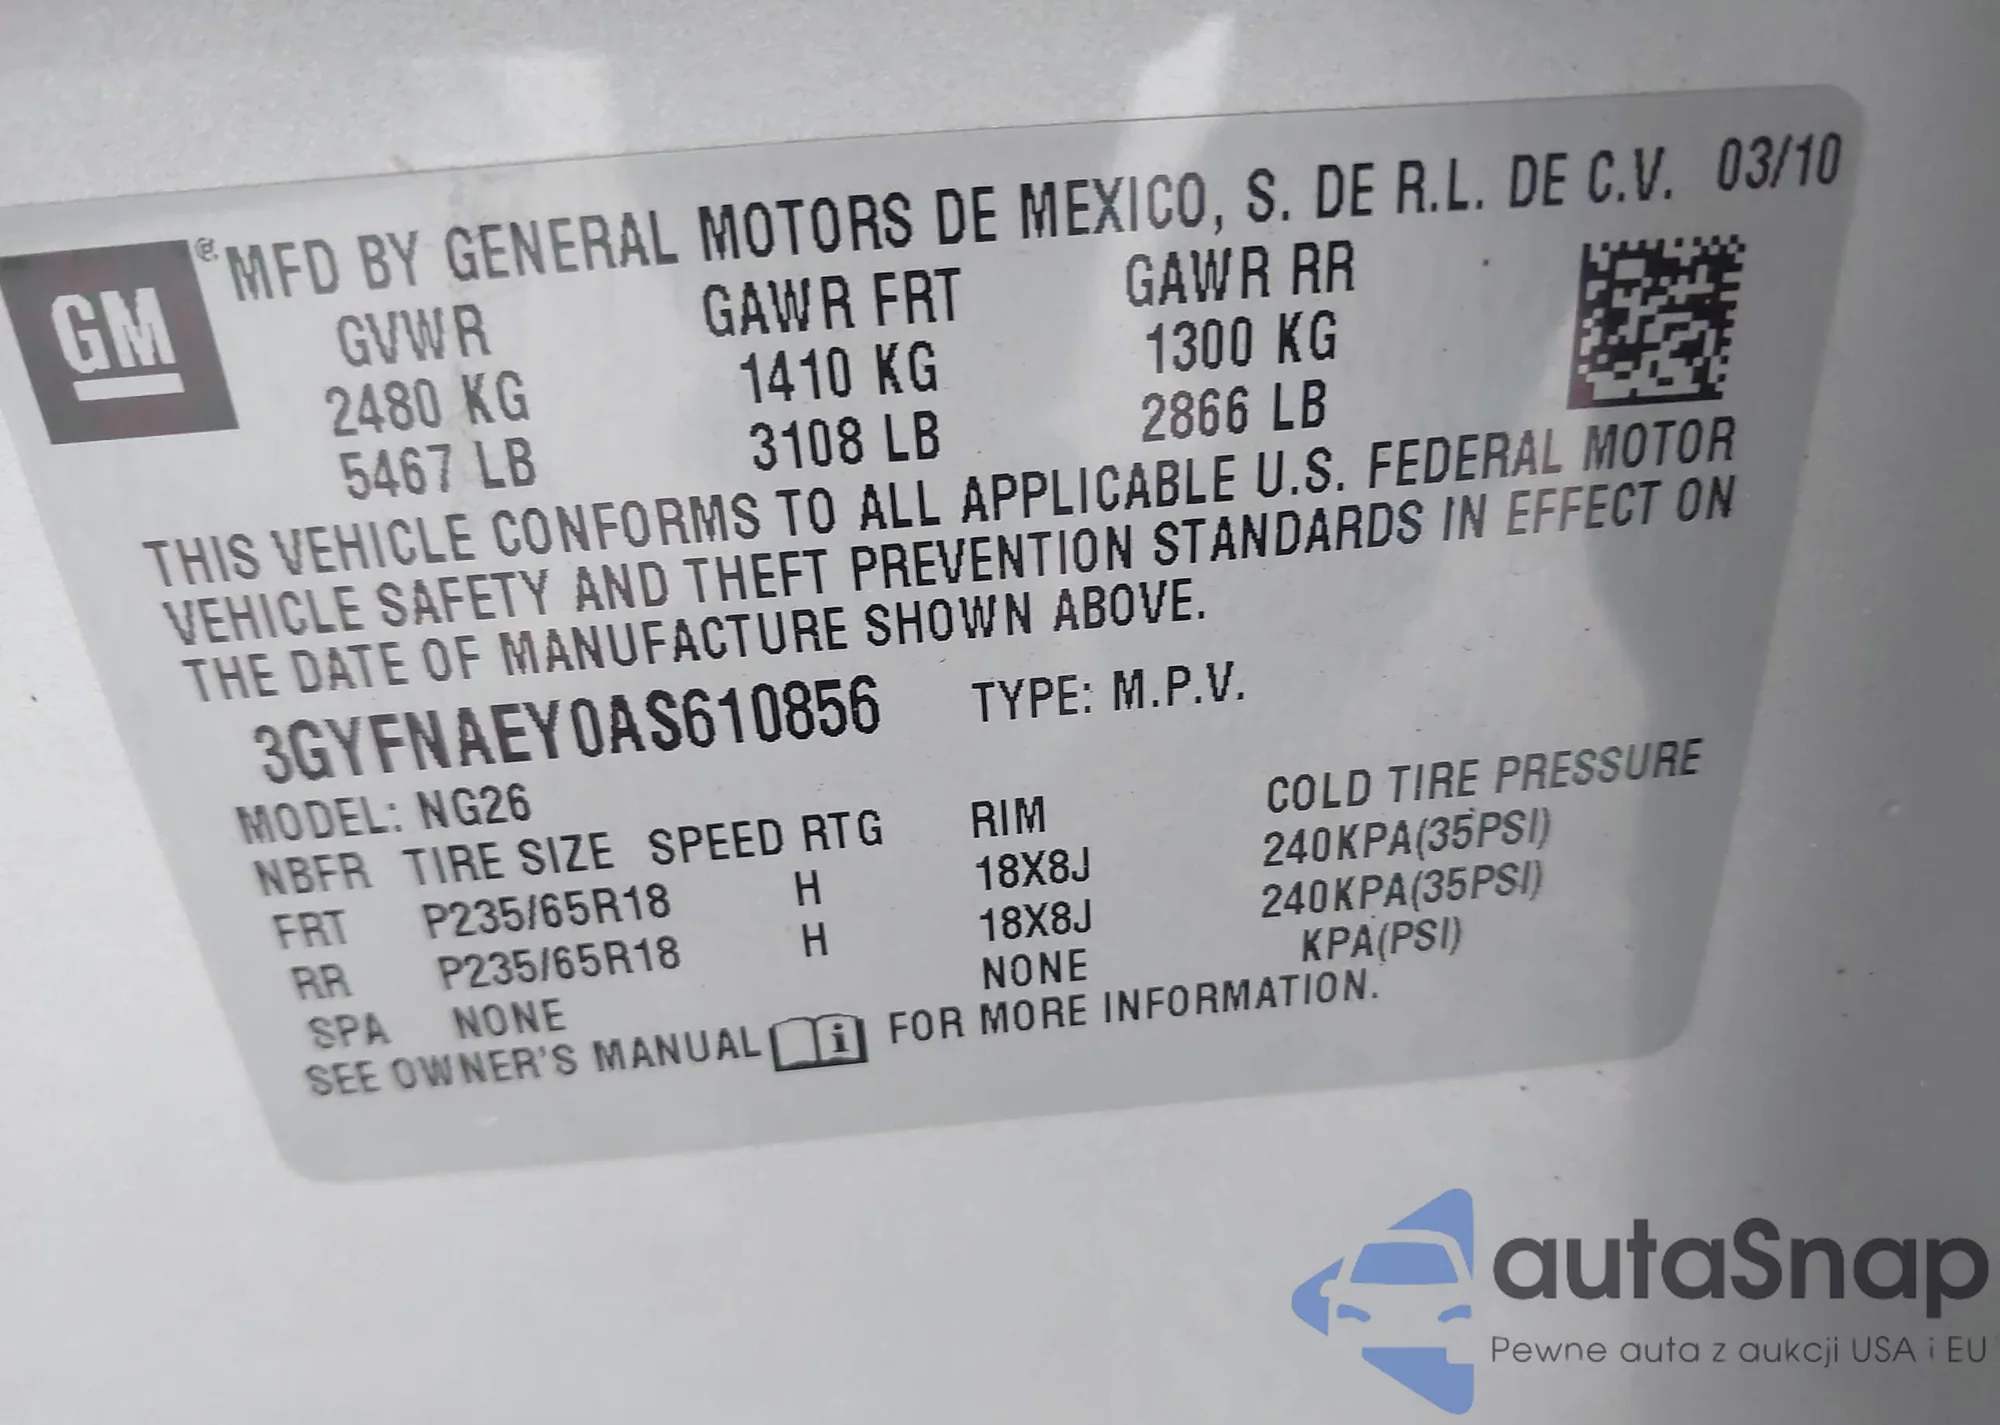 GM
® MFD BY GENERAL MOTORS DE MEXICO, S. DE R.L. DE C.V. 03/10
GVWR GAWR FRT GAWR RR
2480 KG 1410 KG 1300 KG
5467 LB 3108 LB 2866 LB
THIS VEHICLE CONFORMS TO ALL APPLICABLE U.S. FEDERAL MOTOR
VEHICLE SAFETY AND THEFT PREVENTION STANDARDS IN EFFECT ON
THE DATE OF MANUFACTURE SHOWN ABOVE.
3GYFNAEY0AS610856 TYPE: M.P.V.
MODEL: NG26
NBFR TIRE SIZE SPEED RTG RIM COLD TIRE PRESSURE
FRT P235/65R18 H 18X8J 240KPA(35PSI)
RR P235/65R18 H 18X8J 240KPA(35PSI)
SPA NONE NONE KPA(PSI)
SEE OWNER'S MANUAL i FOR MORE INFORMATION.
autaSnap
Pewne auta z aukcji USA i EU